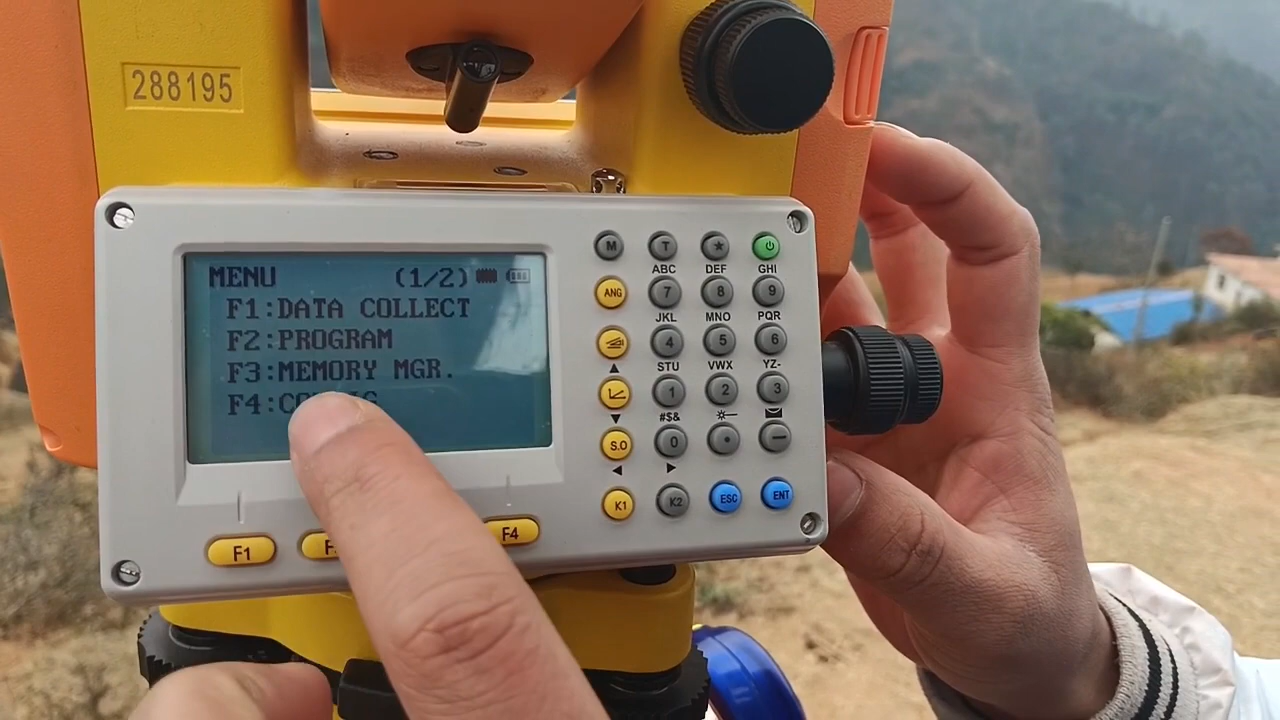 288195
MENU (1/2)
F1:DATA COLLECT
F2:PROGRAM
F3:MEMORY MGR.
F4:
M T ★
ABC DEF GHI
ANG 7 8 9
JKL MNO PQR
4 5 6
STU VWX YZ-
1 2 3
#$&
S.O 0 • −
K1 K2 ESC ENT
F1 F4